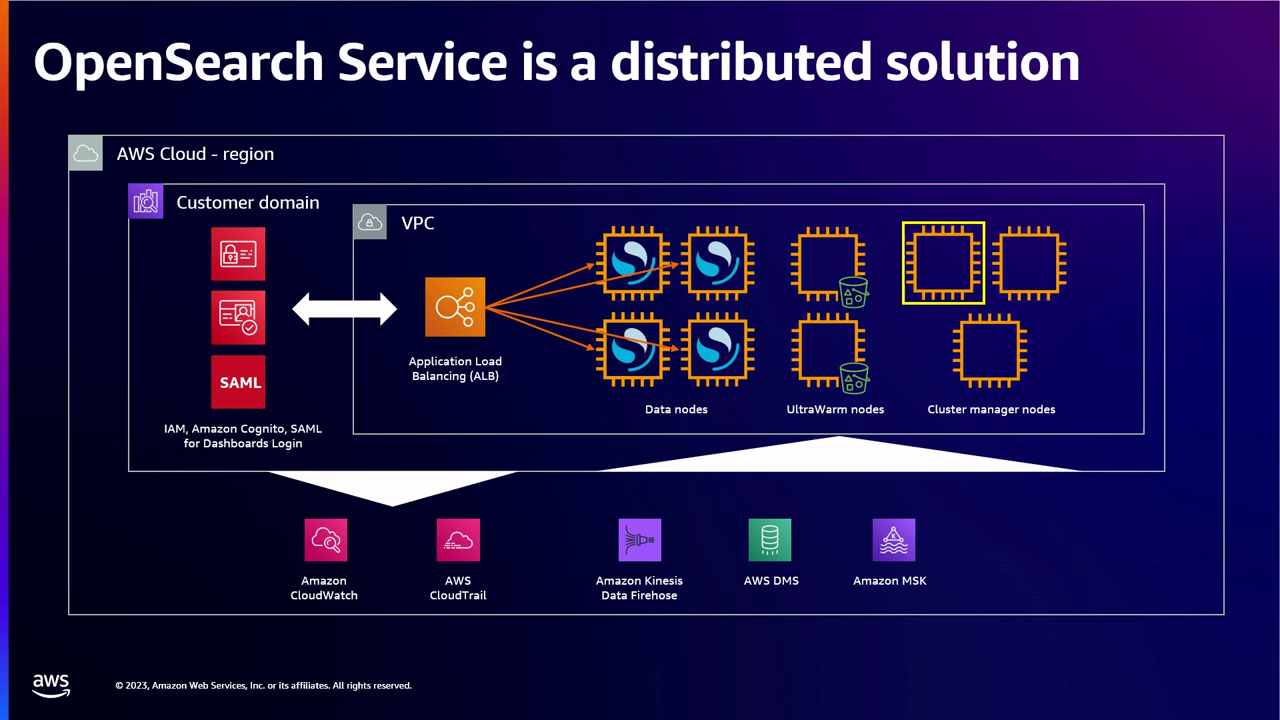 OpenSearch Service is a distributed solution
AWS Cloud - region
Customer domain
VPC
SAML
IAM, Amazon Cognito, SAML
for Dashboards Login
Application Load
Balancing (ALB)
Data nodes
UltraWarm nodes
Cluster manager nodes
Amazon
CloudWatch
AWS
CloudTrail
Amazon Kinesis
Data Firehose
AWS DMS
K
Amazon MSK
aws
© 2023, Amazon Web Services, Inc. or its affiliates. All rights reserved.